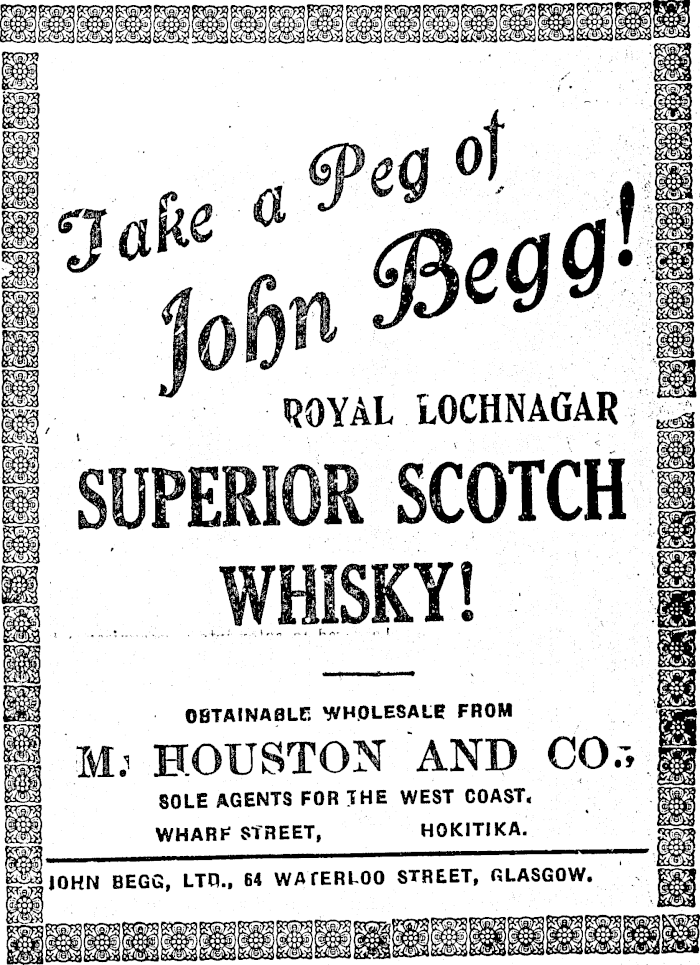 Take a Peg of
John Begg!
ROYAL LOCHNAGAR
SUPERIOR SCOTCH
WHISKY!
OBTAINABLE WHOLESALE FROM
M. HOUSTON AND CO.,
SOLE AGENTS FOR THE WEST COAST.
WHARF STREET, HOKITIKA.
JOHN BEGG, LTD., 64 WATERLOO STREET, GLASGOW.